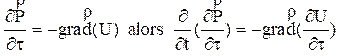 ∂P̑/∂τ = −grad(U) alors ∂/∂t(∂P̑/∂τ) = −grad(∂U/∂τ)